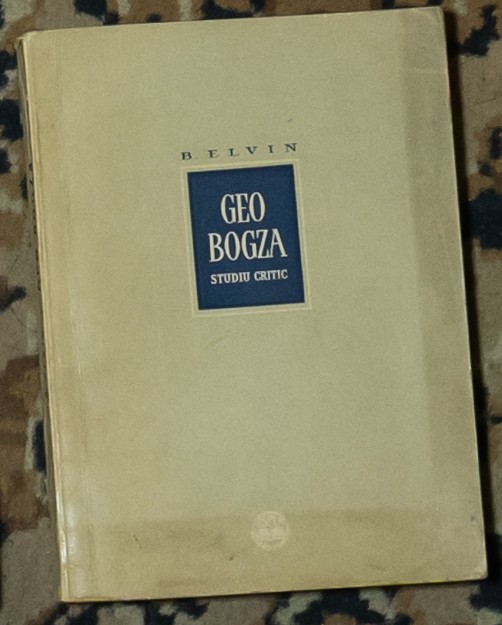 B. ELVIN
GEO
BOGZA
STUDIU CRITIC